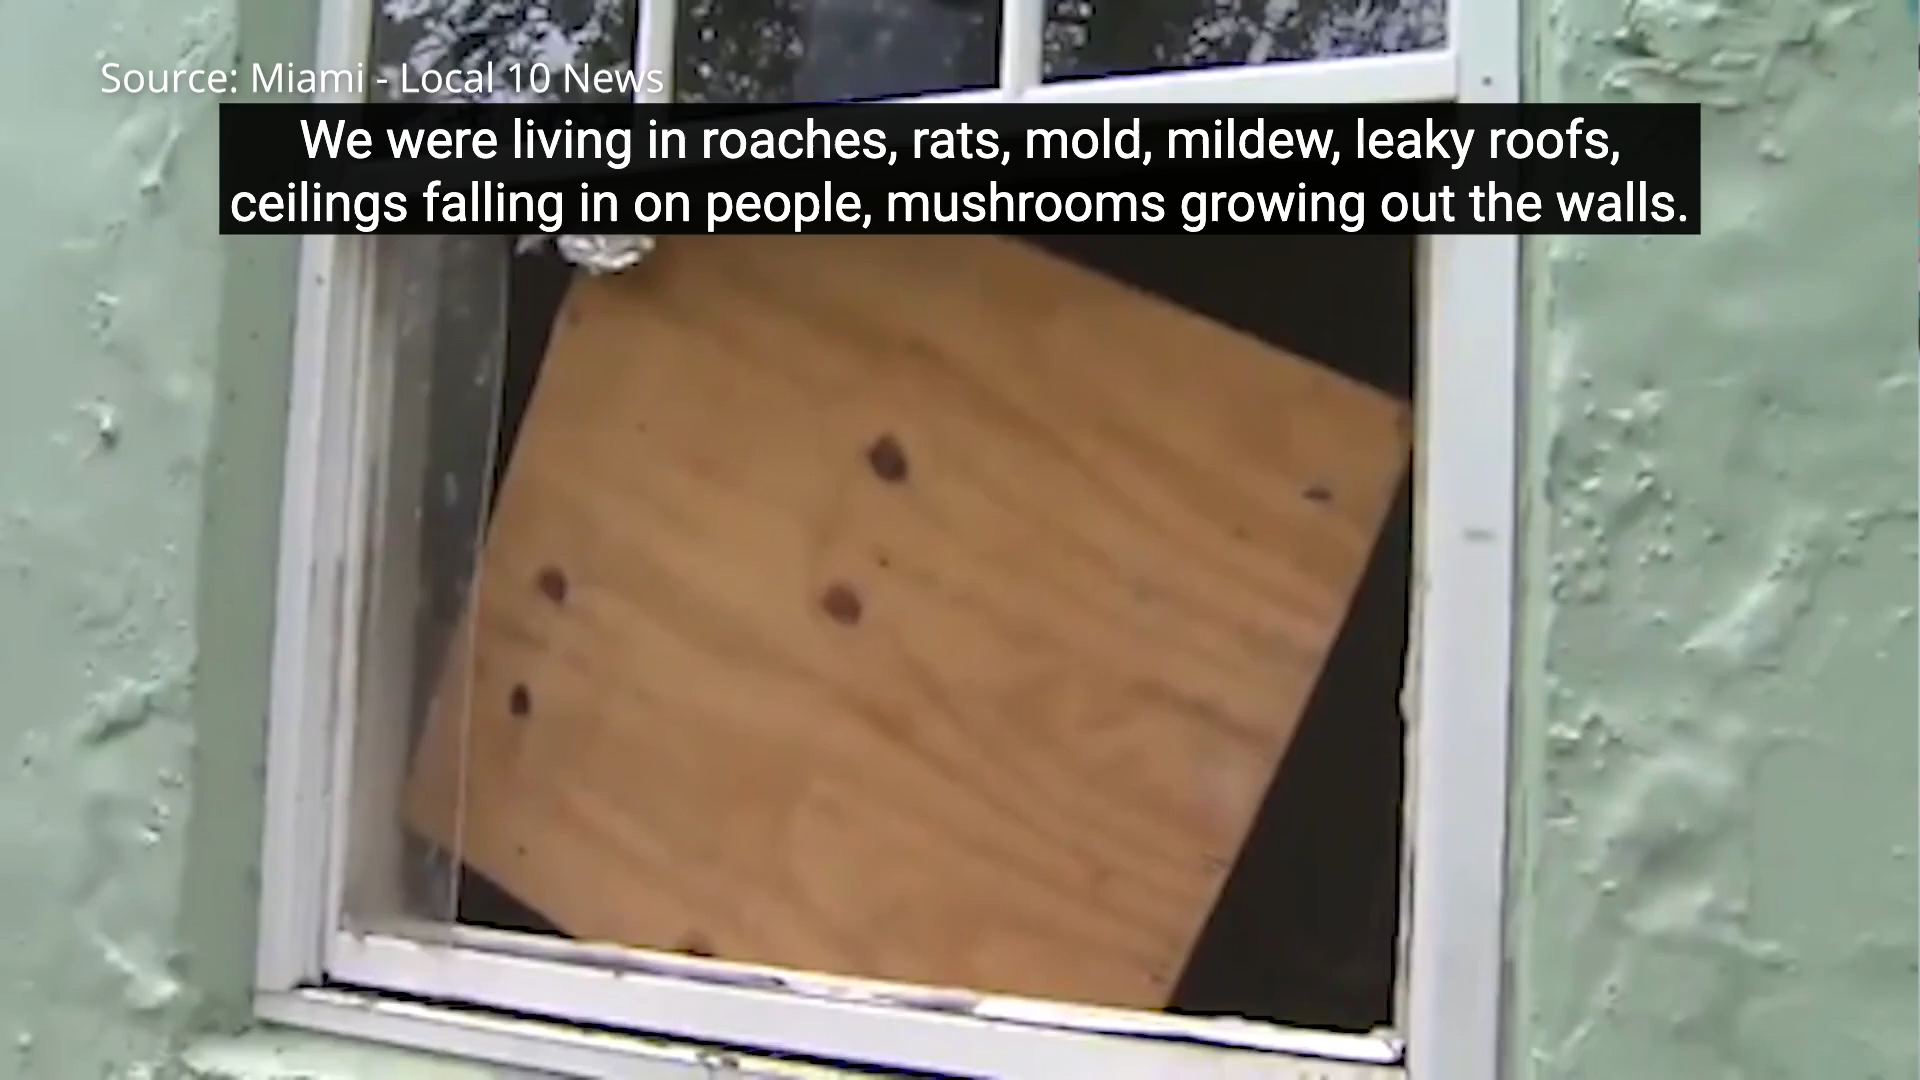 Source: Miami - Local 10 News
We were living in roaches, rats, mold, mildew, leaky roofs,
ceilings falling in on people, mushrooms growing out the walls.